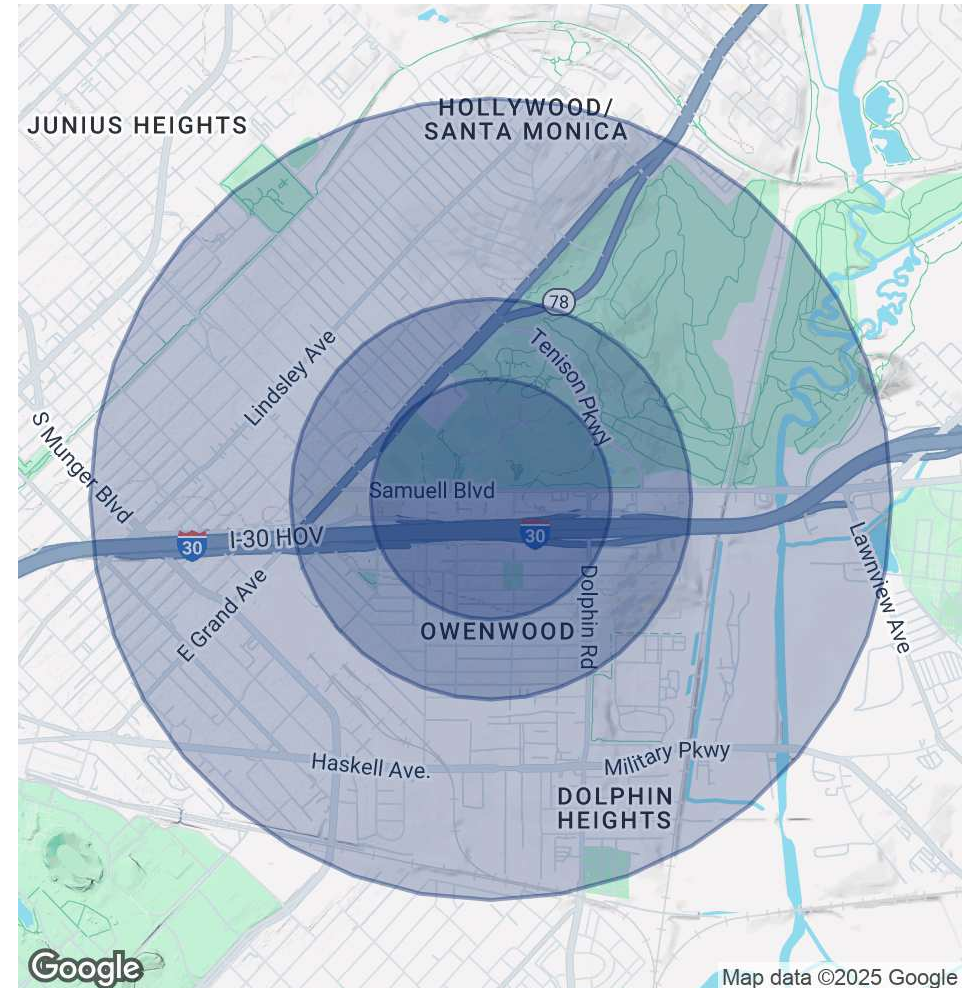 HOLLYWOOD/
SANTA MONICA
JUNIUS HEIGHTS
78
Tenison Pkwy
Lindsley Ave
S Munger Blvd
Samuell Blvd
30
I-30 HOV
30
Lawnview Ave
E Grand Ave
Dolphin Rd
OWENWOOD
Haskell Ave.
Military Pkwy
DOLPHIN
HEIGHTS
Google
Map data ©2025 Google